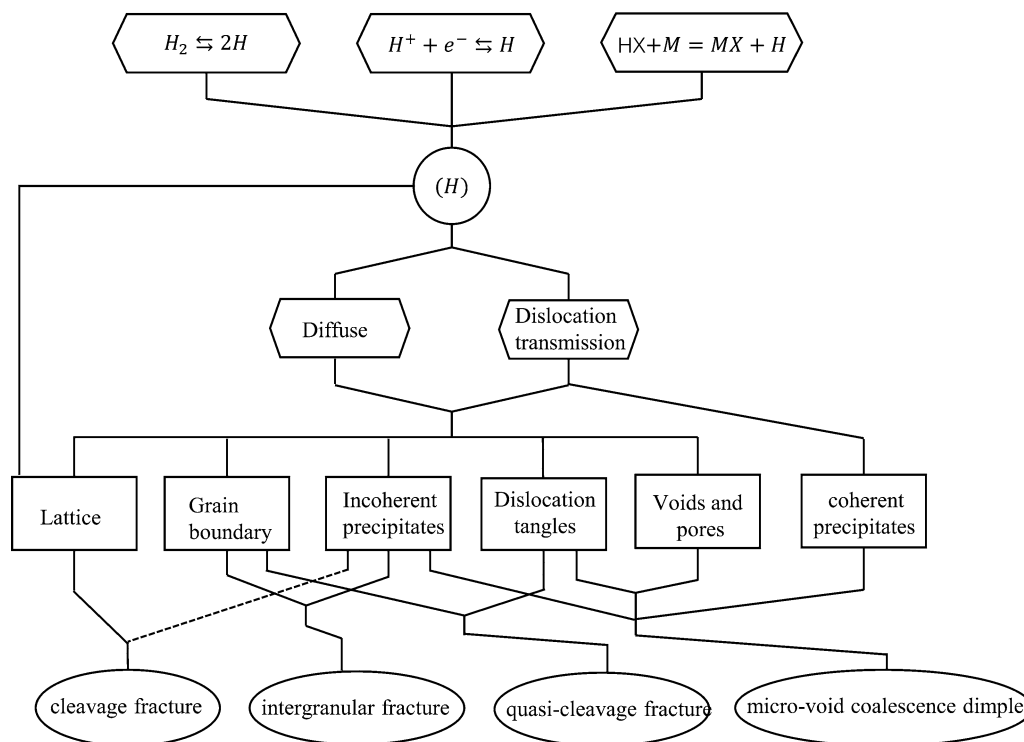 H₂ ⇆ 2H
H⁺ + e⁻ ⇆ H
HX+M = MX + H
(H)
Diffuse
Dislocation
transmission
Lattice
Grain
boundary
Incoherent
precipitates
Dislocation
tangles
Voids and
pores
coherent
precipitates
cleavage fracture
intergranular fracture
quasi-cleavage fracture
micro-void coalescence dimple